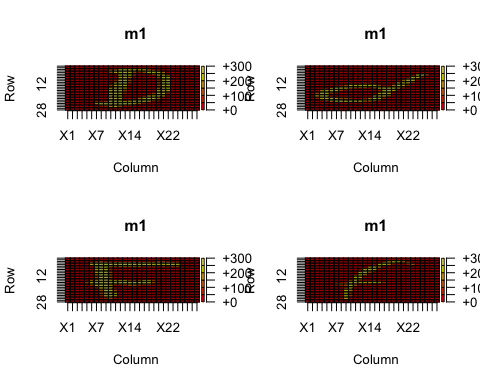 m1 m1
Row 12 28 +300 +200 +100 +0 Row 12 28 +300 +200 +100 +0
X1 X7 X14 X22 X1 X7 X14 X22
Column Column
m1 m1
Row 12 28 +300 +200 +100 +0 Row 12 28 +300 +200 +100 +0
X1 X7 X14 X22 X1 X7 X14 X22
Column Column